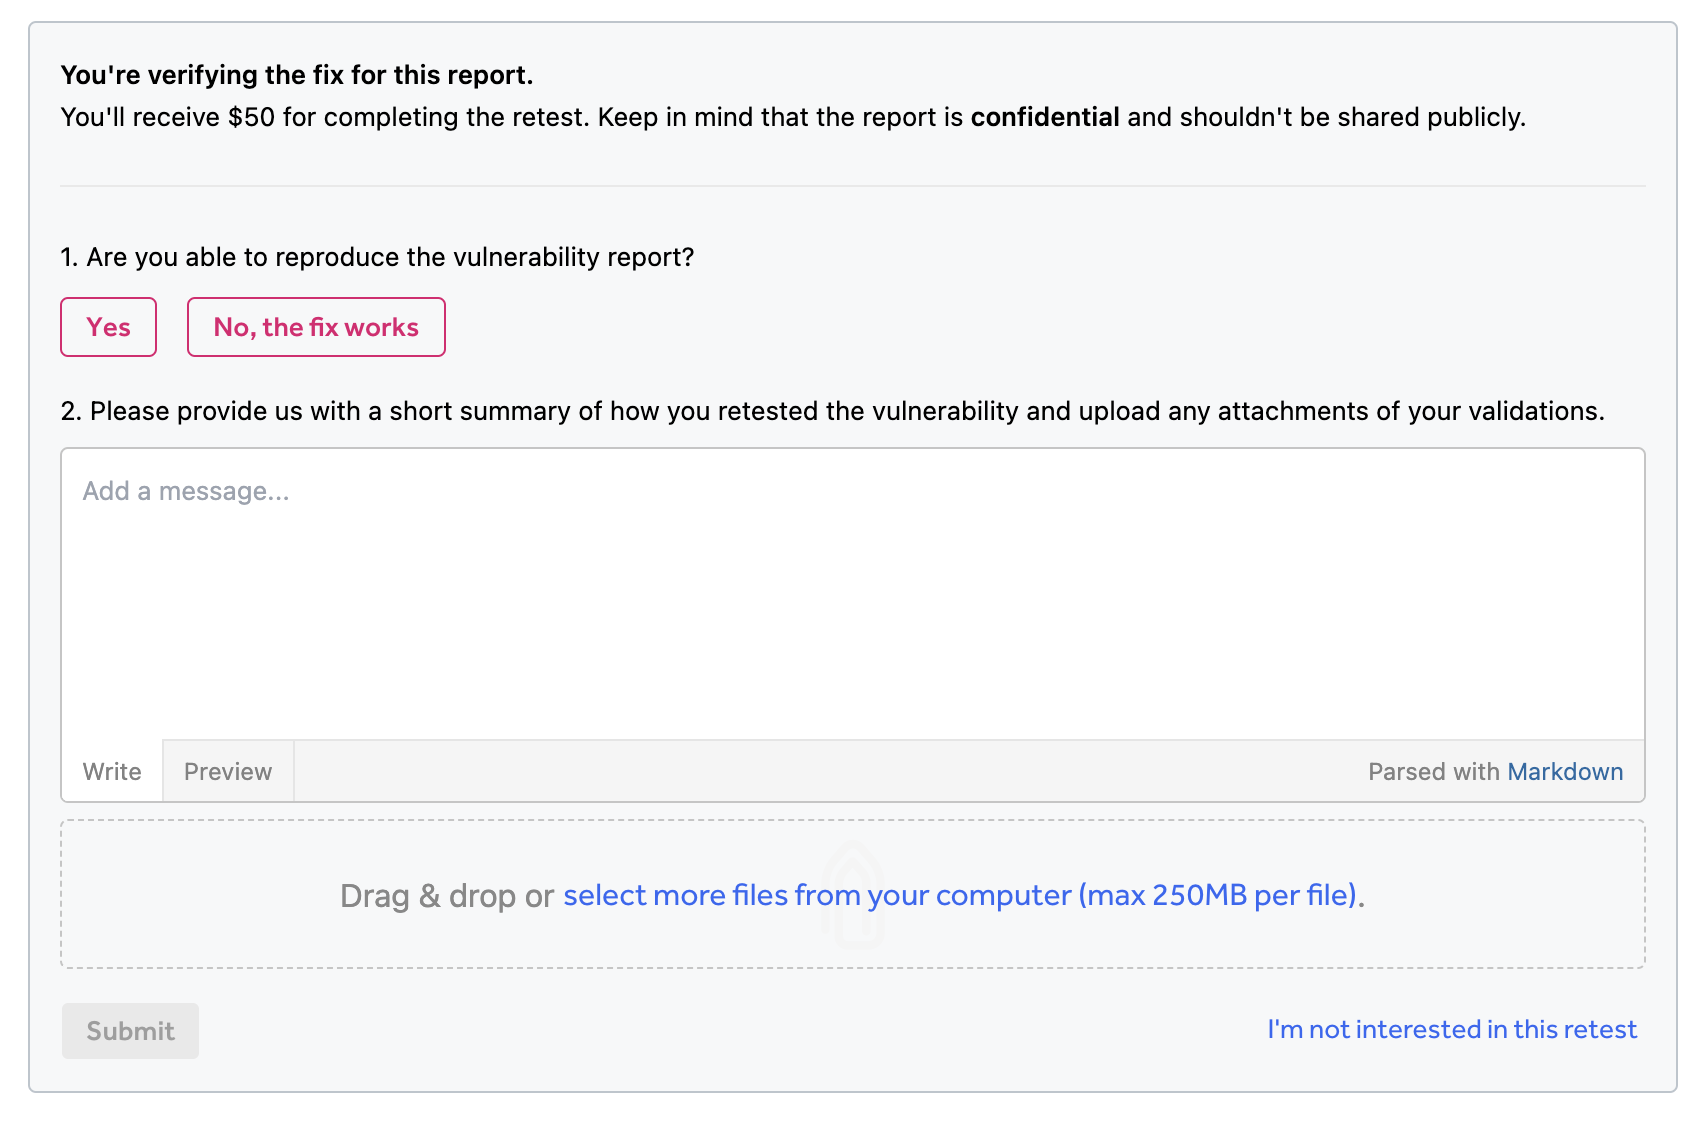 You're verifying the fix for this report.
You'll receive $50 for completing the retest. Keep in mind that the report is confidential and shouldn't be shared publicly.
1. Are you able to reproduce the vulnerability report?
Yes
No, the fix works
2. Please provide us with a short summary of how you retested the vulnerability and upload any attachments of your validations.
Add a message...
Write
Preview
Parsed with Markdown
Drag & drop or select more files from your computer (max 250MB per file).
Submit
I'm not interested in this retest